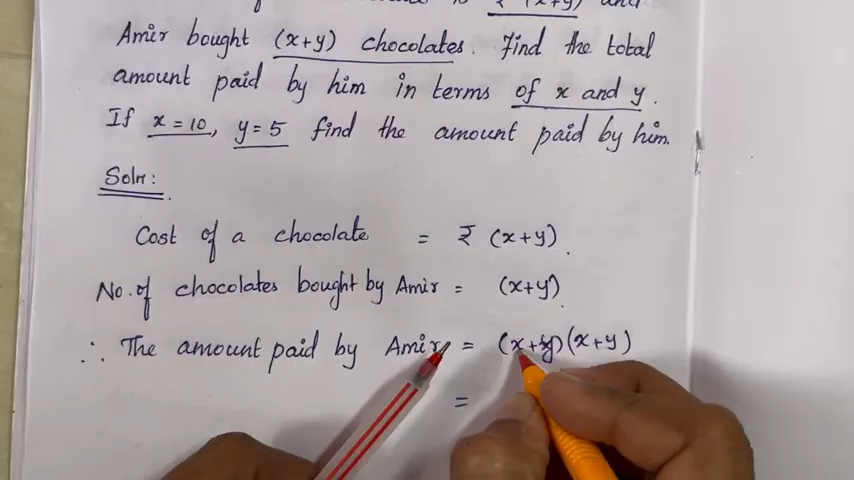 ₹ (x+y) and
Amir bought (x+y) chocolates. Find the total
amount paid by him in terms of x and y.
If x = 10, y = 5 find the amount paid by him.
Soln:
Cost of a chocolate = ₹ (x+y).
No. of chocolates bought by Amir = (x+y).
∴ The amount paid by Amir = (x+y)(x+y)
=